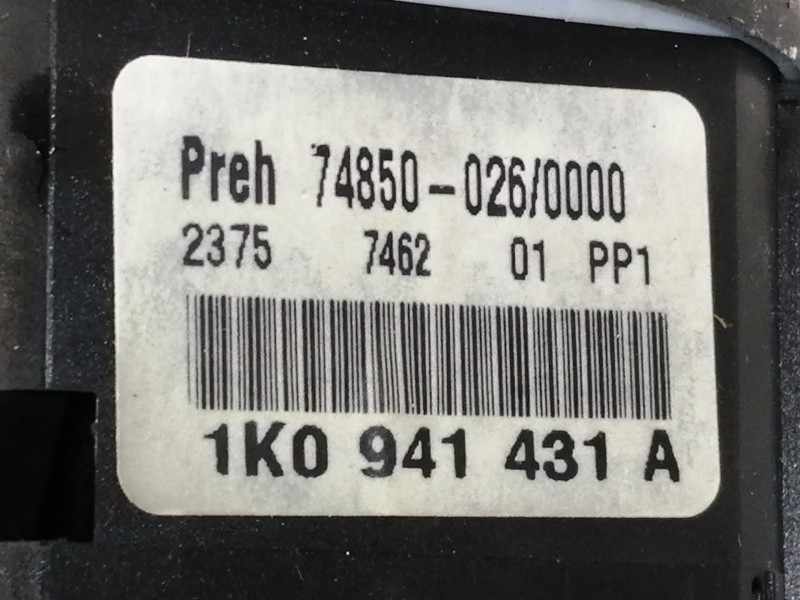 Preh 74850-026/0000
2375 7462 01 PP1
1K0 941 431 A